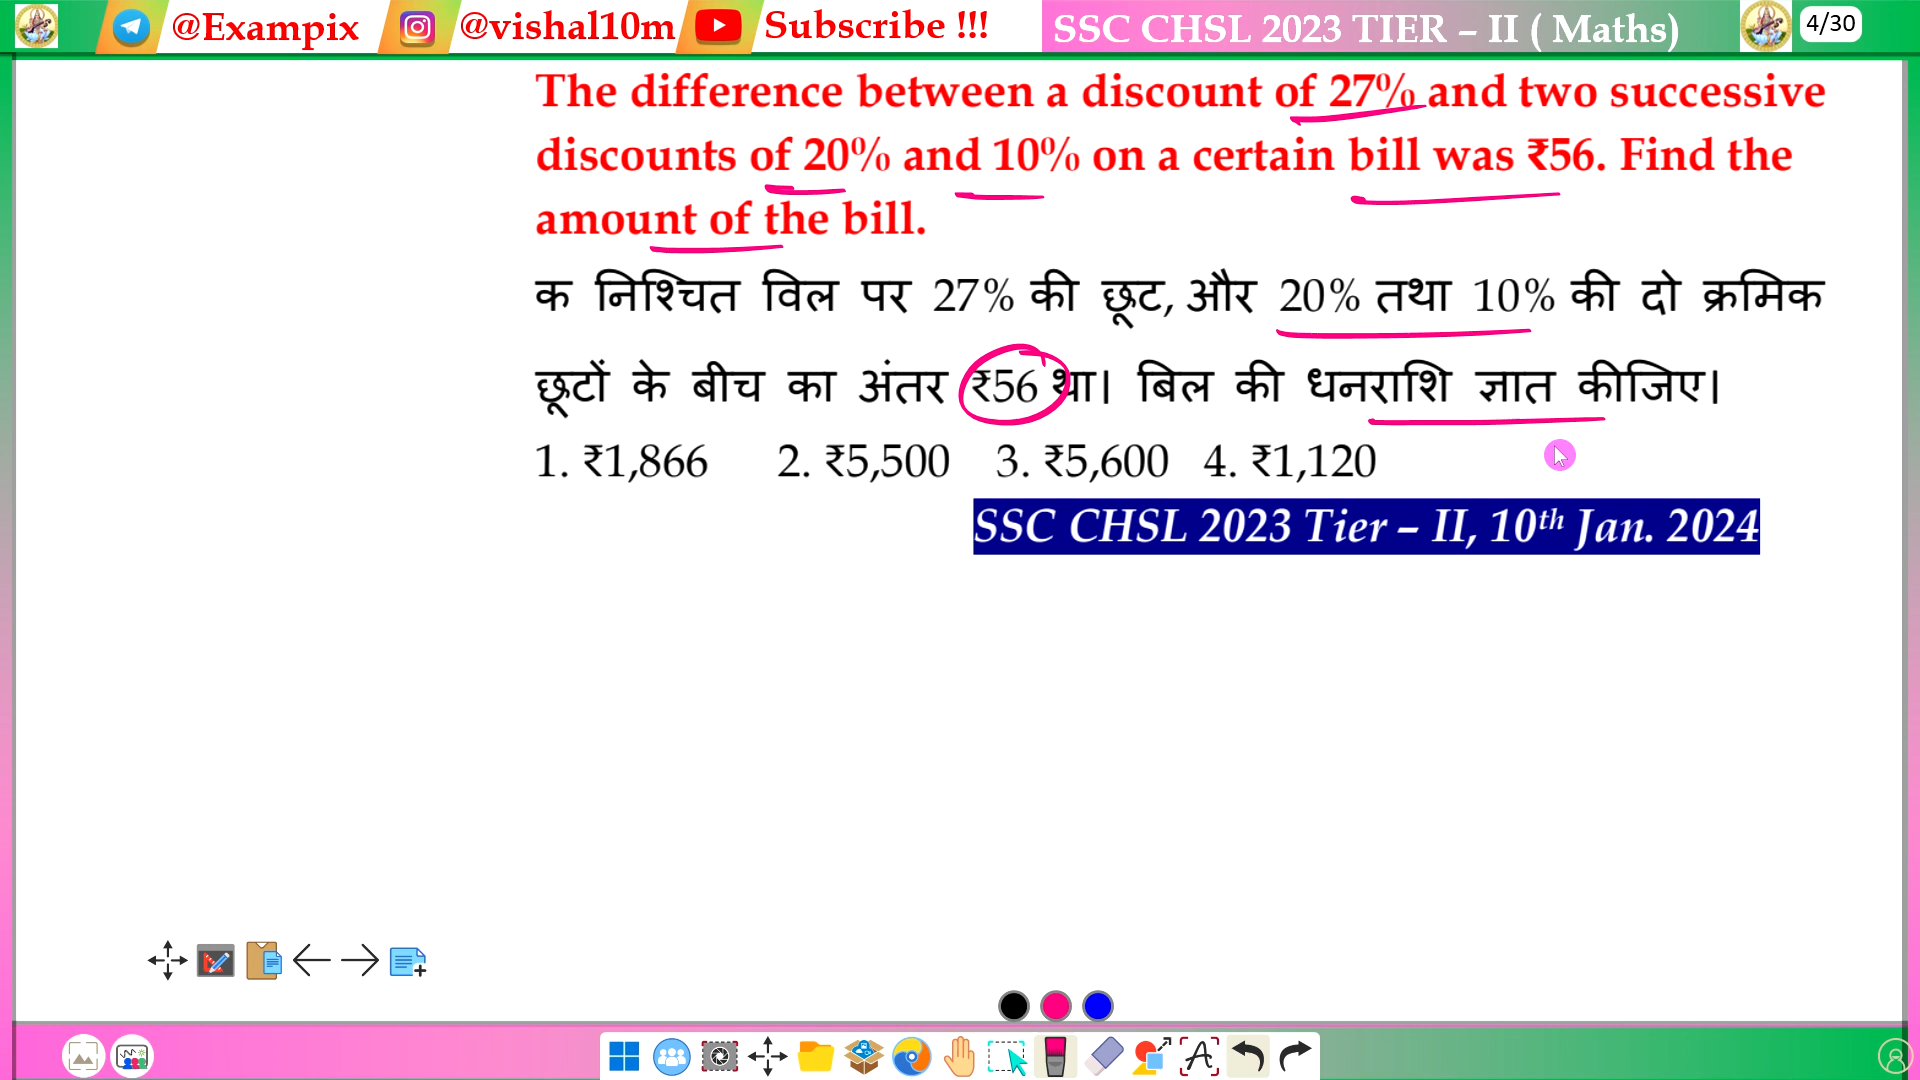 @Exampix @vishal10m Subscribe !!! SSC CHSL 2023 TIER – II ( Maths) 4/30
The difference between a discount of 27% and two successive
discounts of 20% and 10% on a certain bill was ₹56. Find the
amount of the bill.
क निश्चित विल पर 27% की छूट, और 20% तथा 10% की दो क्रमिक
छूटों के बीच का अंतर ₹56 था। बिल की धनराशि ज्ञात कीजिए।
1. ₹1,866 2. ₹5,500 3. ₹5,600 4. ₹1,120
SSC CHSL 2023 Tier – II, 10th Jan. 2024